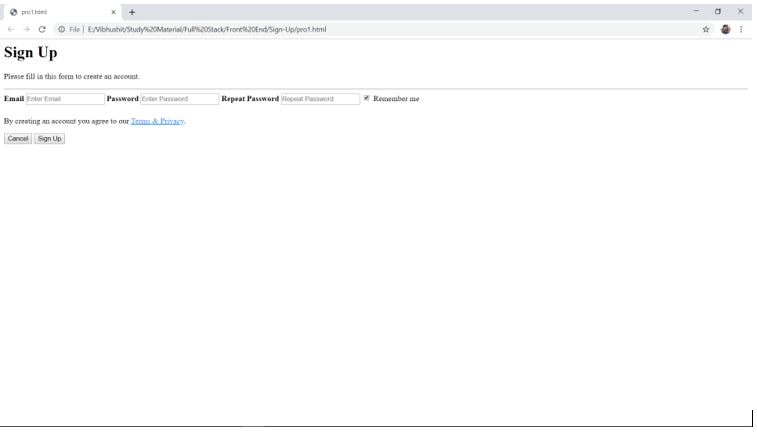 pro1.html
File | E:/Vibhushit/Study%20Material/Full%20Stack/Front%20End/Sign-Up/pro1.html
Sign Up
Please fill in this form to create an account.
Email Enter Email Password Enter Password Repeat Password Repeat Password Remember me
By creating an account you agree to our Terms & Privacy.
Cancel Sign Up